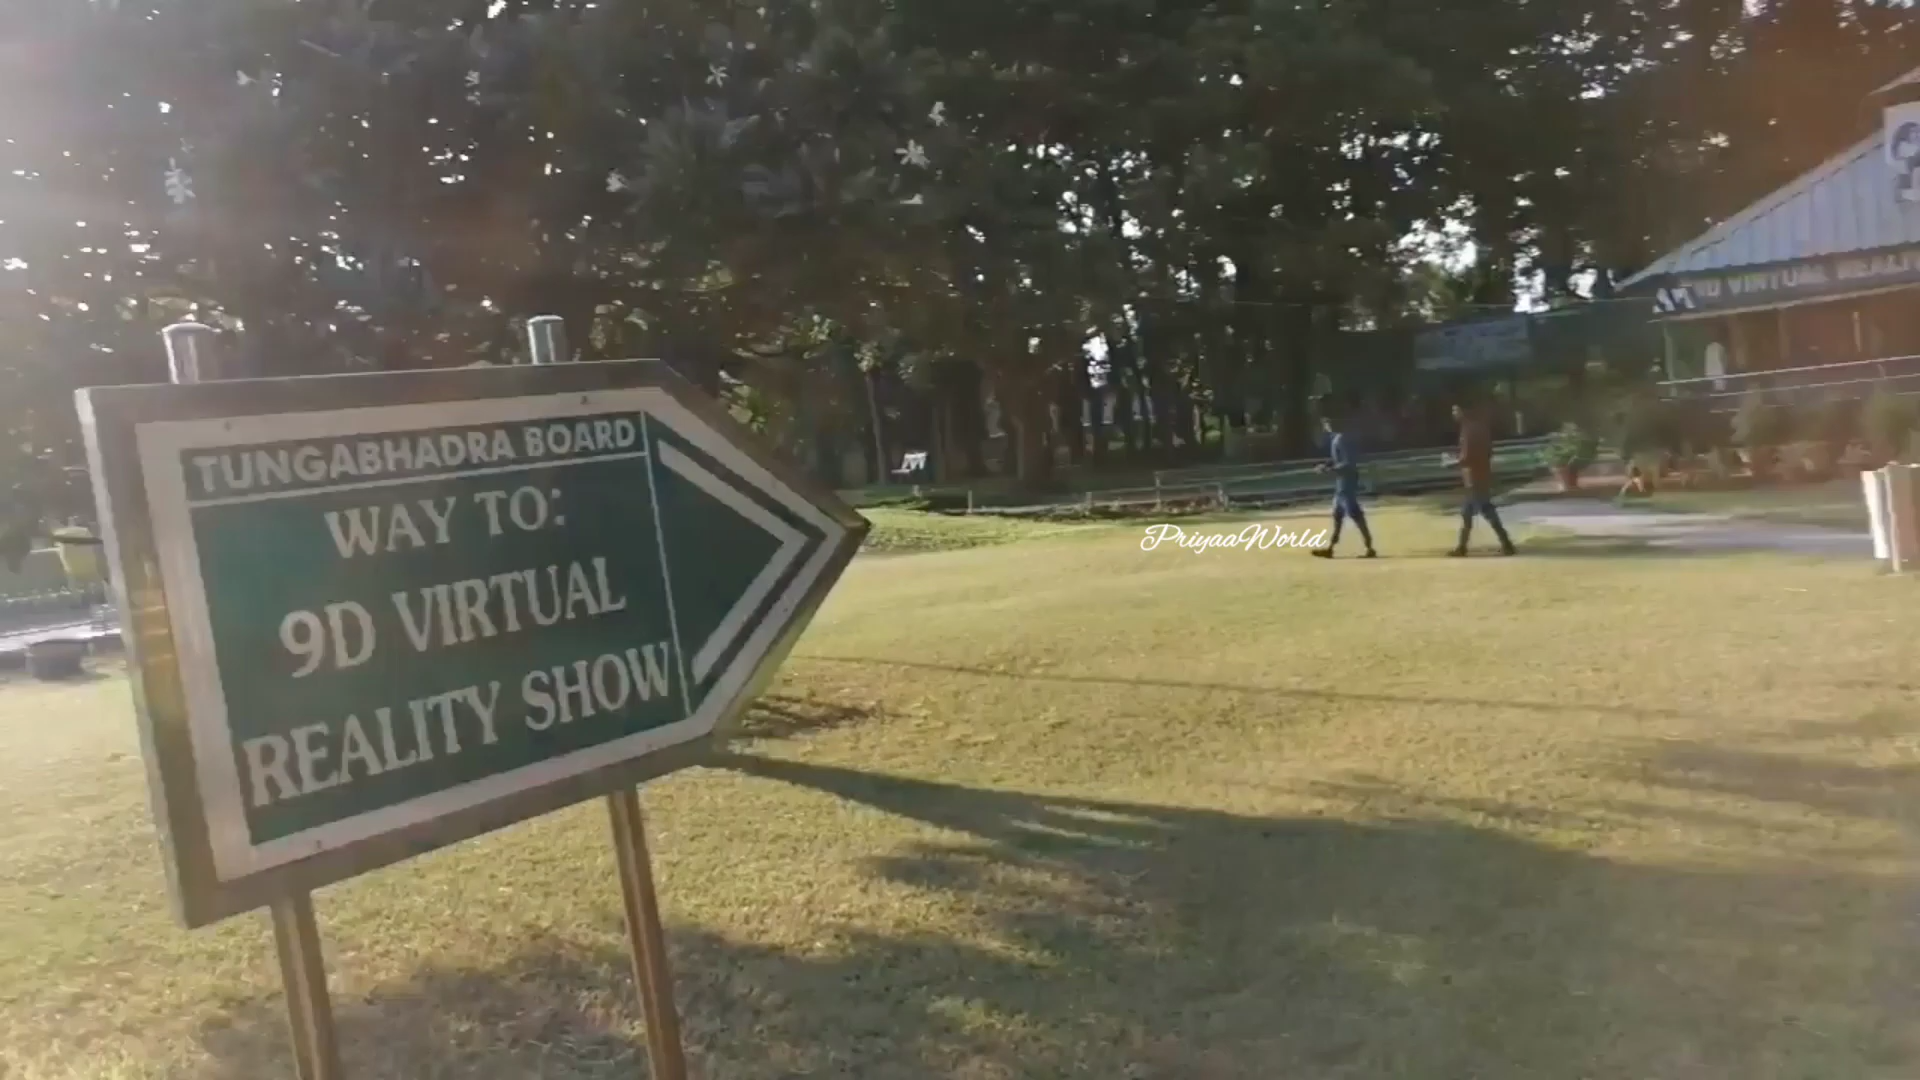 TUNGABHADRA BOARD
WAY TO:
9D VIRTUAL
REALITY SHOW
PriyaaWorld
9D VIRTUAL